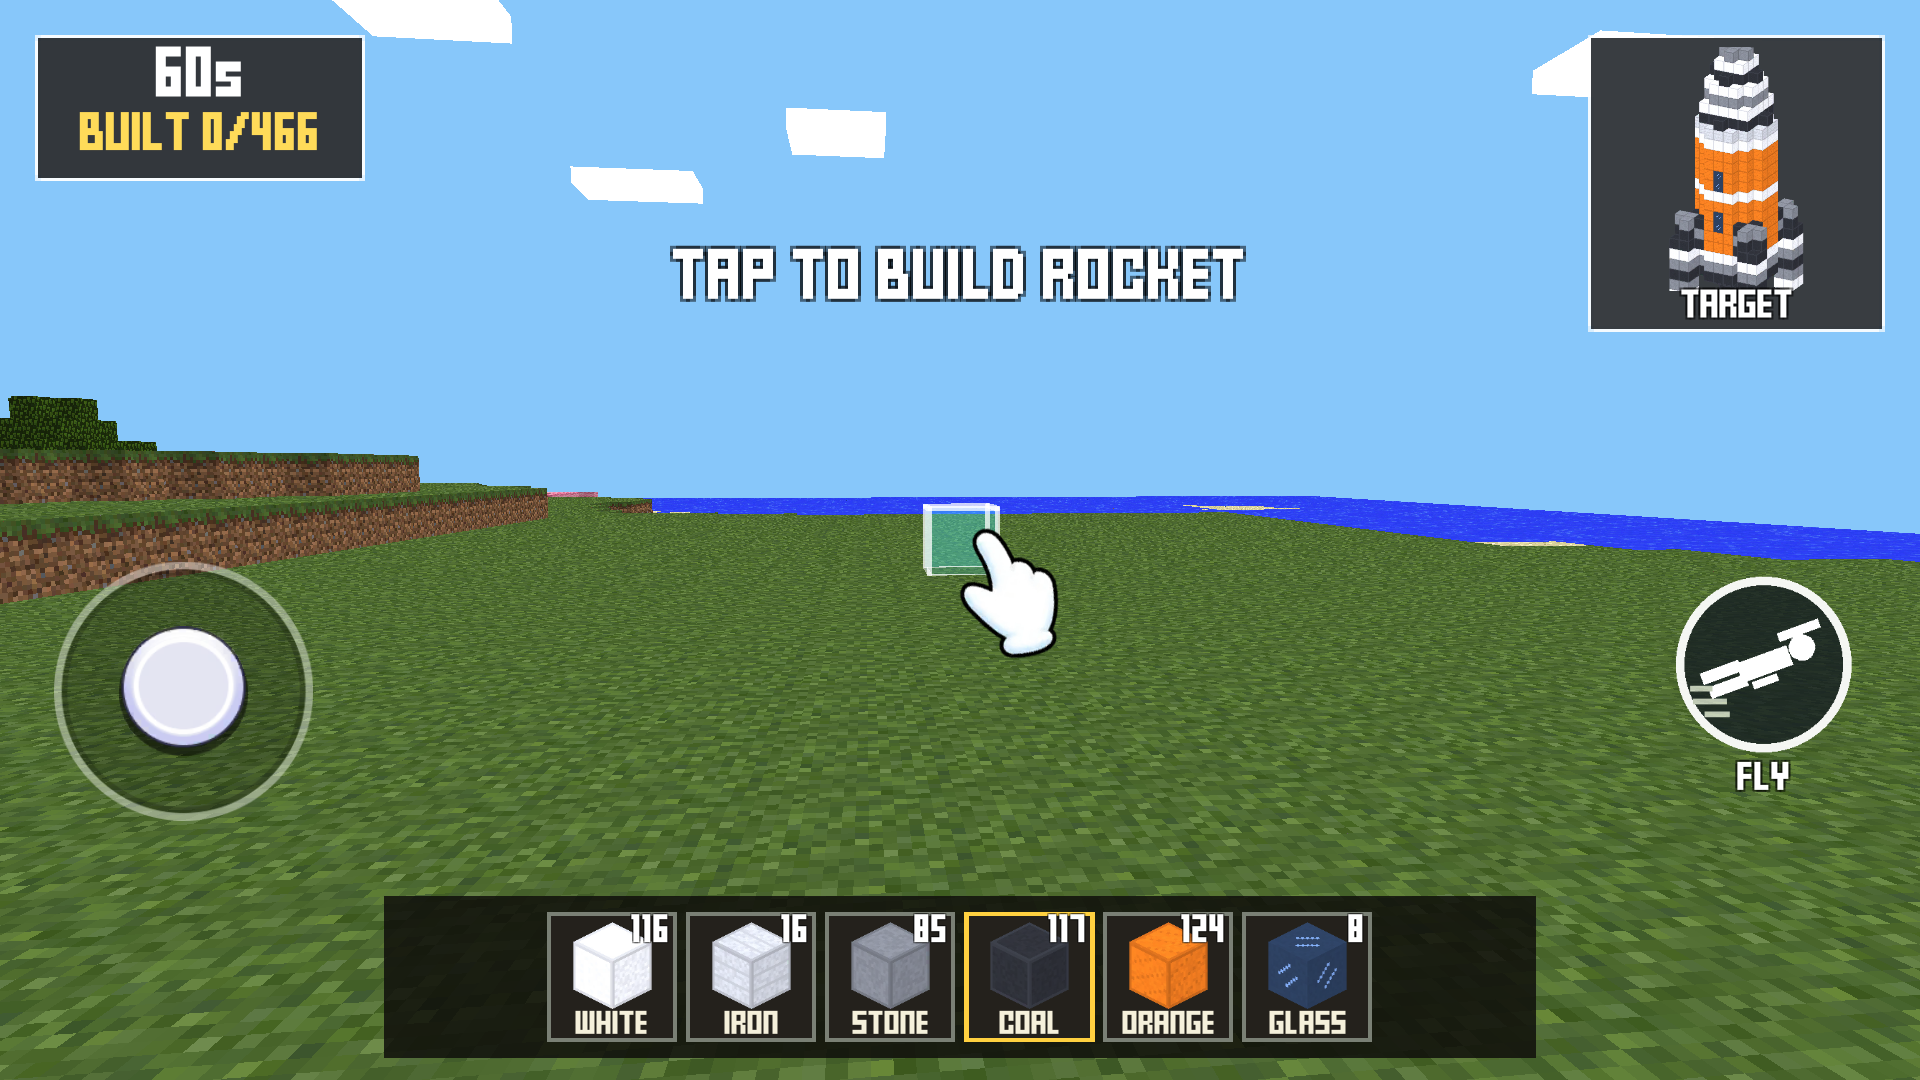 60s
BUILT 0/466
TARGET
TAP TO BUILD ROCKET
FLY
116
16
85
117
124
8
WHITE
IRON
STONE
COAL
ORANGE
GLASS